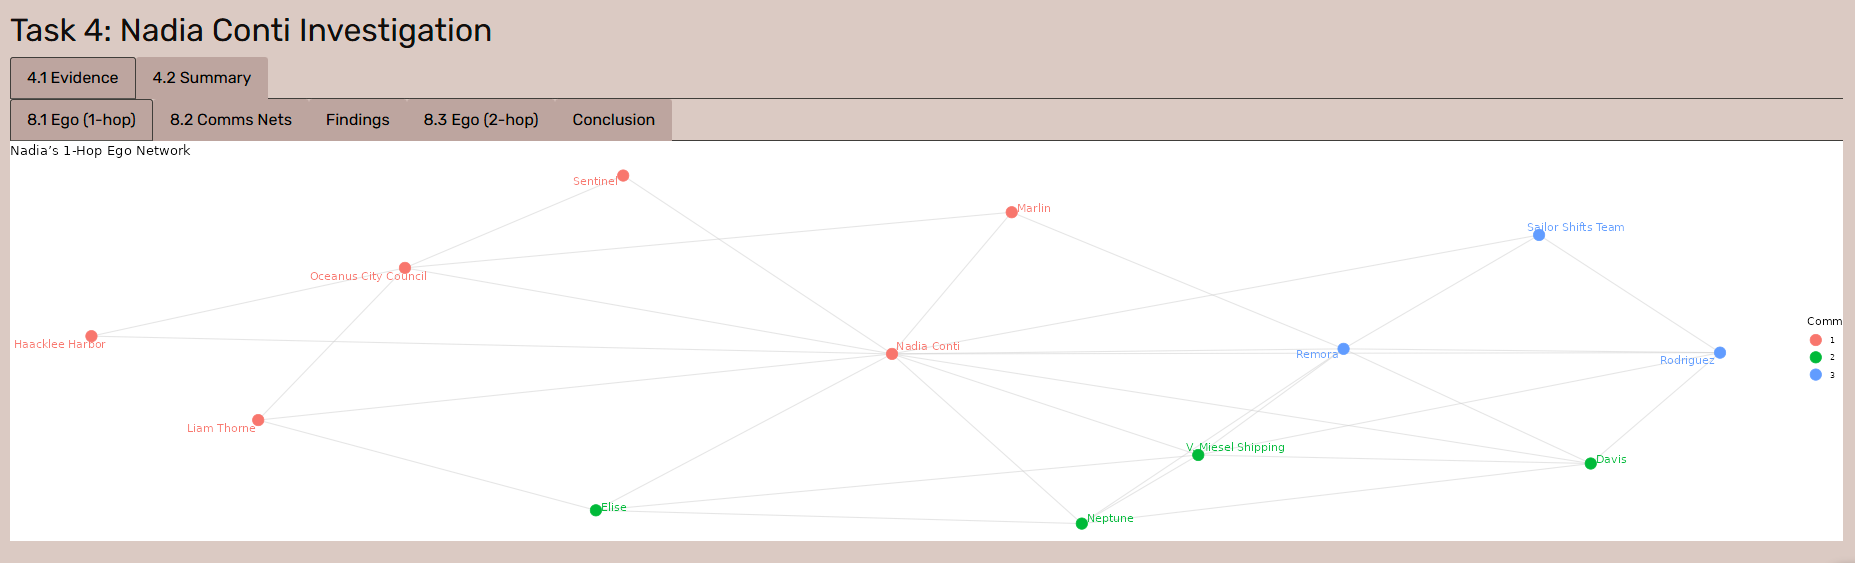 Task 4: Nadia Conti Investigation
4.1 Evidence
4.2 Summary
8.1 Ego (1-hop)
8.2 Comms Nets
Findings
8.3 Ego (2-hop)
Conclusion
Nadia’s 1-Hop Ego Network
Sentinel
Marlin
Sailor Shifts Team
Oceanus City Council
Haacklee Harbor
Nadia Conti
Remora
Rodriguez
Comm
1
2
3
Liam Thorne
V. Miesel Shipping
Davis
Elise
Neptune